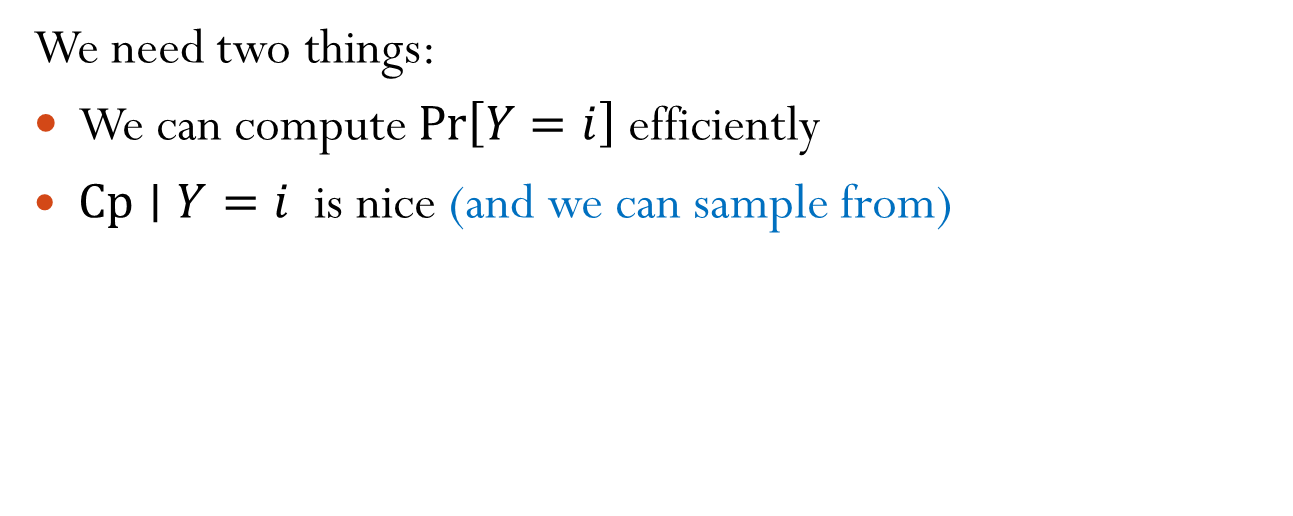 We need two things:
• We can compute Pr[Y = i] efficiently
• Cp | Y = i is nice (and we can sample from)